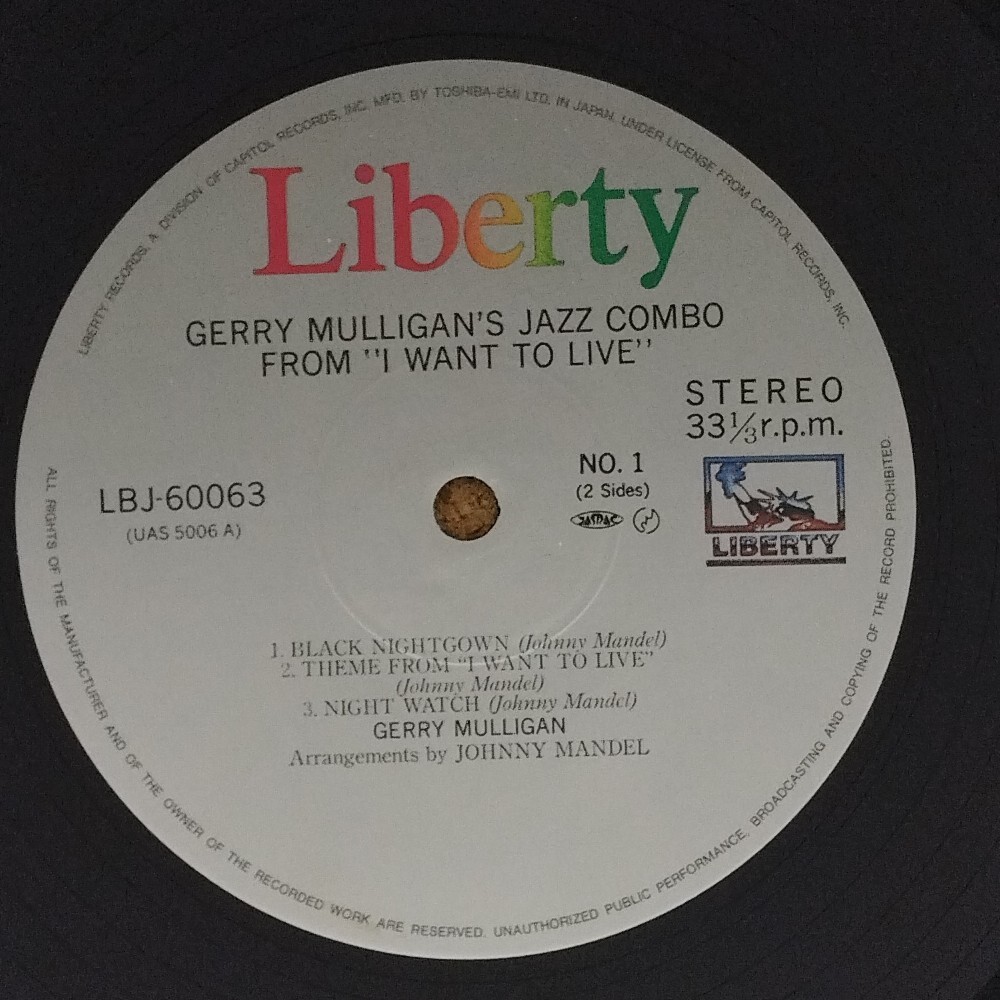 LIBERTY RECORDS, A DIVISION OF CAPITOL RECORDS, INC. MFD. BY TOSHIBA-EMI LTD. IN JAPAN. UNDER LICENSE FROM CAPITOL RECORDS, INC.
Liberty
GERRY MULLIGAN'S JAZZ COMBO
FROM "I WANT TO LIVE"
STEREO
33⅓r.p.m.
NO. 1
(2 Sides)
LBJ-60063
(UAS 5006 A)
JASRAC
LIBERTY
1. BLACK NIGHTGOWN (Johnny Mandel)
2. THEME FROM "I WANT TO LIVE"
(Johnny Mandel)
3. NIGHT WATCH (Johnny Mandel)
GERRY MULLIGAN
Arrangements by JOHNNY MANDEL
ALL RIGHTS OF THE MANUFACTURER AND OF THE OWNER OF THE RECORDED WORK ARE RESERVED. UNAUTHORIZED PUBLIC PERFORMANCE, BROADCASTING AND COPYING OF THE RECORD PROHIBITED.